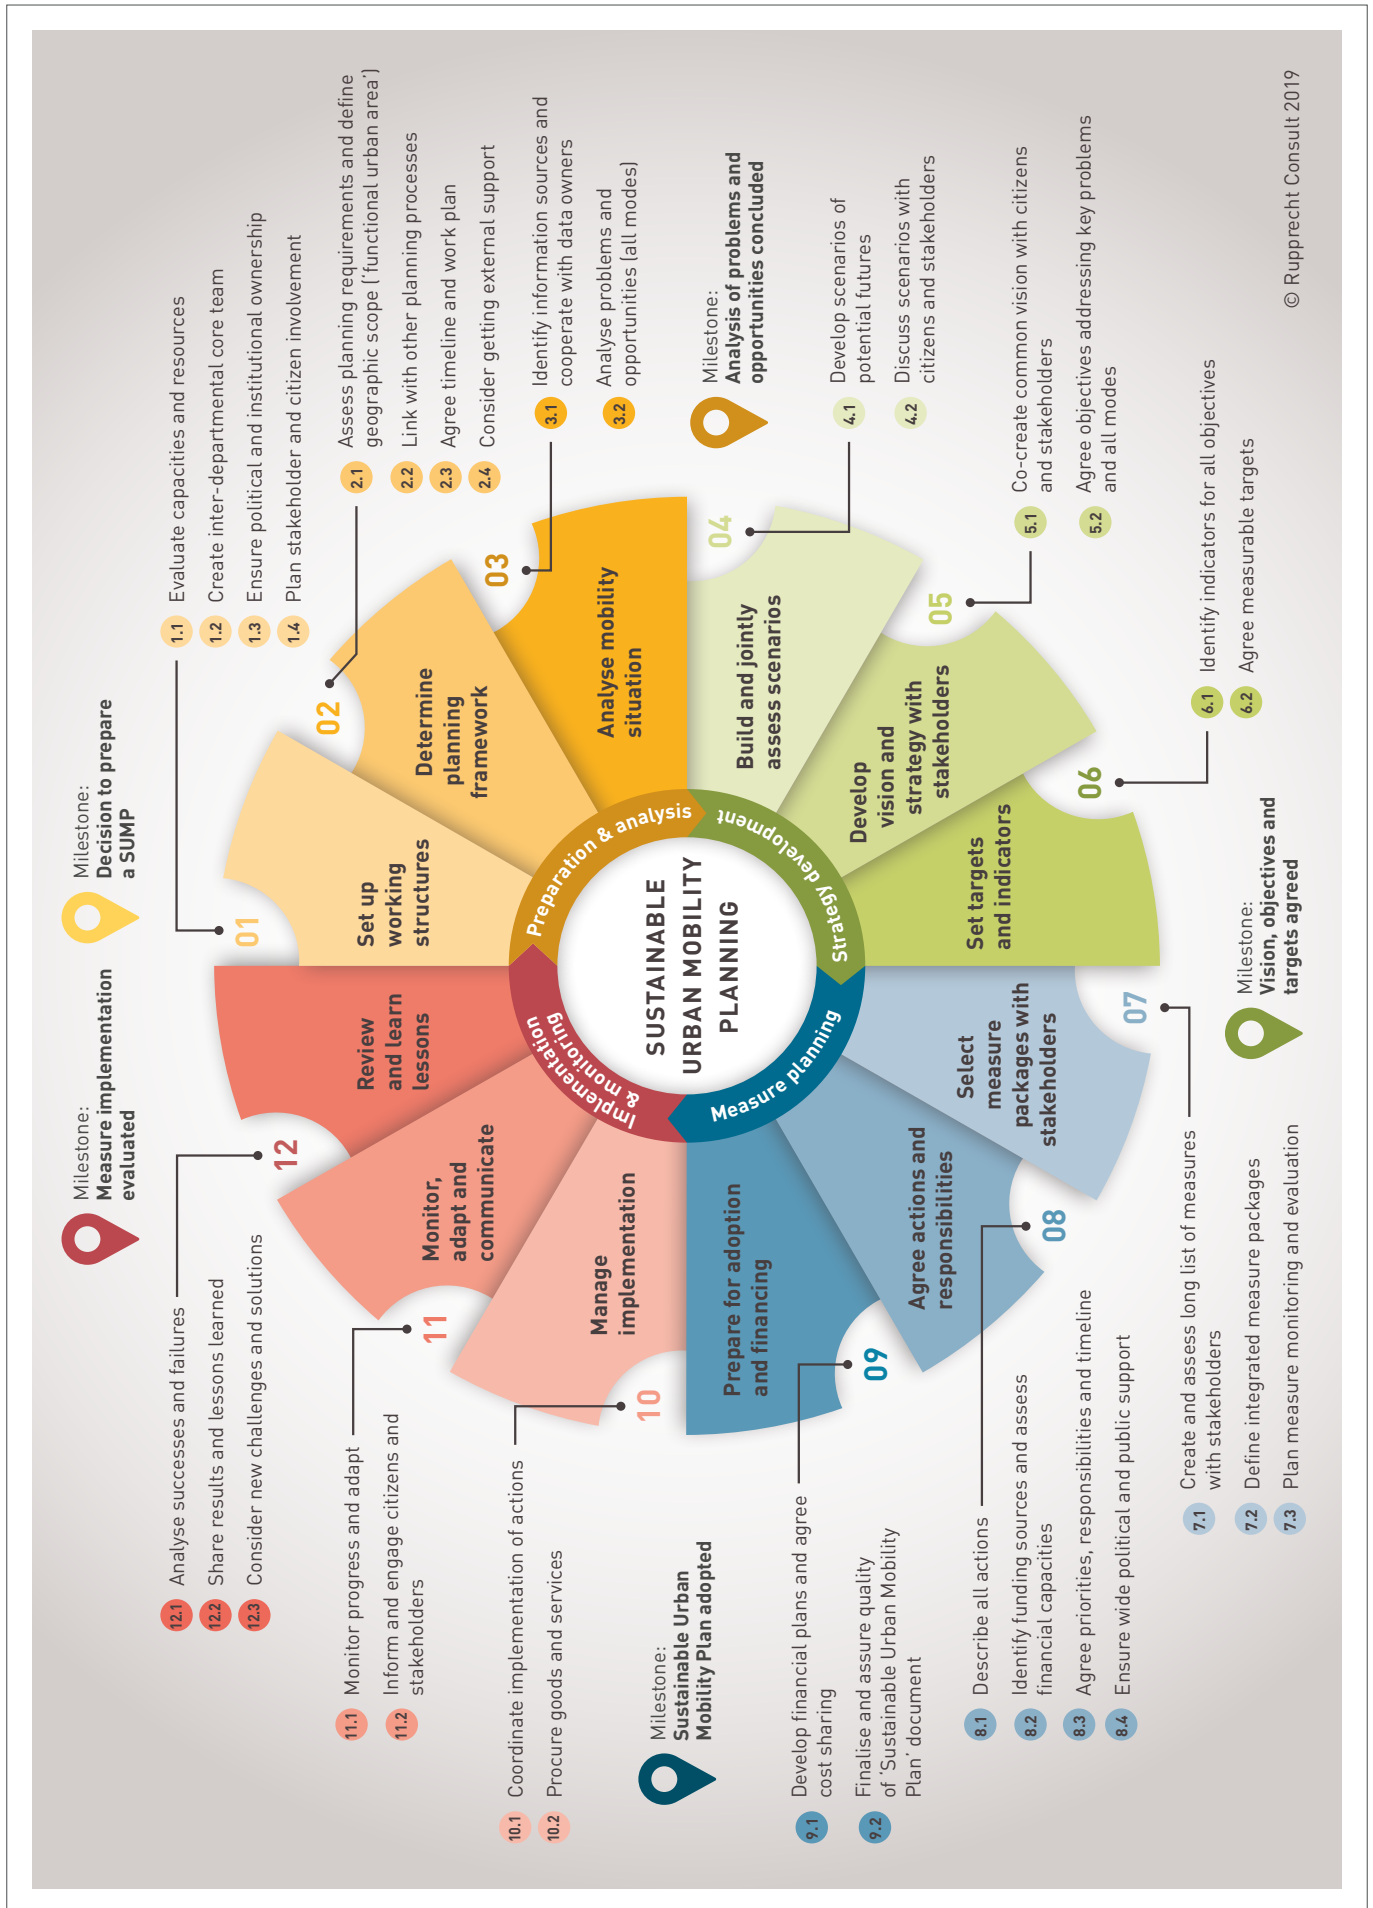 SUSTAINABLE
URBAN MOBILITY
PLANNING
Preparation & analysis
Strategy development
Measure planning
Implementation
& monitoring
Milestone:
Decision to prepare
a SUMP
01
Set up
working
structures
1.1 Evaluate capacities and resources
1.2 Create inter-departmental core team
1.3 Ensure political and institutional ownership
1.4 Plan stakeholder and citizen involvement
02
Determine
planning
framework
2.1 Assess planning requirements and define
geographic scope (‘functional urban area’)
2.2 Link with other planning processes
2.3 Agree timeline and work plan
2.4 Consider getting external support
03
Analyse mobility
situation
3.1 Identify information sources and
cooperate with data owners
3.2 Analyse problems and
opportunities (all modes)
Milestone:
Analysis of problems and
opportunities concluded
04
Build and jointly
assess scenarios
4.1 Develop scenarios of
potential futures
4.2 Discuss scenarios with
citizens and stakeholders
05
Develop
vision and
strategy with
stakeholders
5.1 Co-create common vision with citizens
and stakeholders
5.2 Agree objectives addressing key problems
and all modes
06
Set targets
and indicators
6.1 Identify indicators for all objectives
6.2 Agree measurable targets
Milestone:
Vision, objectives and
targets agreed
07
Select
measure
packages with
stakeholders
7.1 Create and assess long list of measures
with stakeholders
7.2 Define integrated measure packages
7.3 Plan measure monitoring and evaluation
08
Agree actions and
responsibilities
8.1 Describe all actions
8.2 Identify funding sources and assess
financial capacities
8.3 Agree priorities, responsibilities and timeline
8.4 Ensure wide political and public support
09
Prepare for adoption
and financing
9.1 Develop financial plans and agree
cost sharing
9.2 Finalise and assure quality
of ‘Sustainable Urban Mobility
Plan’ document
Milestone:
Sustainable Urban
Mobility Plan adopted
10
Manage
implementation
10.1 Coordinate implementation of actions
10.2 Procure goods and services
11
Monitor,
adapt and
communicate
11.1 Monitor progress and adapt
11.2 Inform and engage citizens and
stakeholders
12
Review
and learn
lessons
12.1 Analyse successes and failures
12.2 Share results and lessons learned
12.3 Consider new challenges and solutions
Milestone:
Measure implementation
evaluated
© Rupprecht Consult 2019